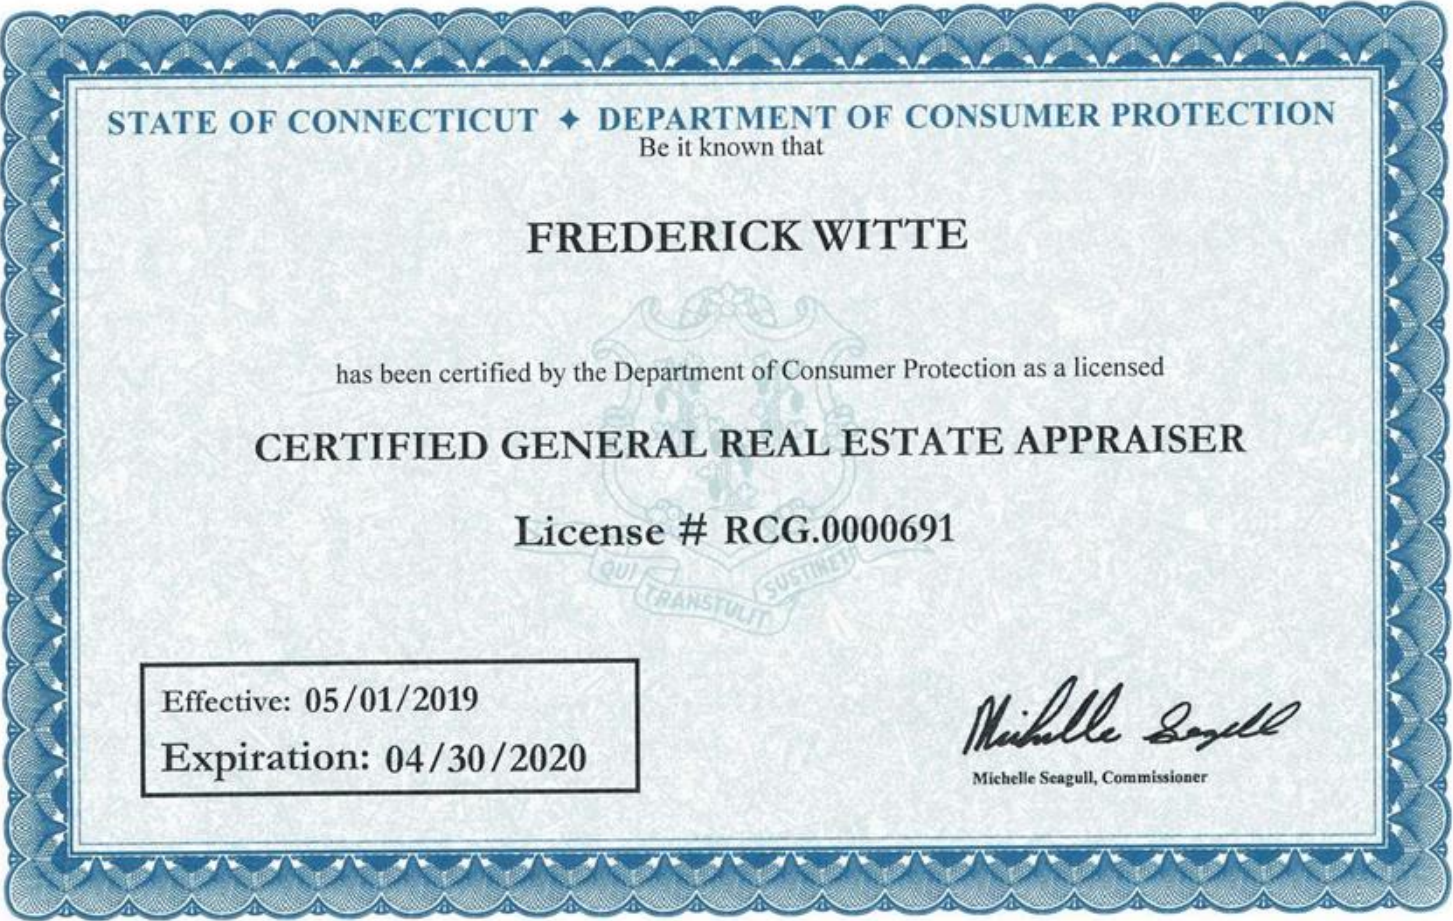 STATE OF CONNECTICUT ✦ DEPARTMENT OF CONSUMER PROTECTION
Be it known that
FREDERICK WITTE
has been certified by the Department of Consumer Protection as a licensed
CERTIFIED GENERAL REAL ESTATE APPRAISER
License # RCG.0000691
QUI TRANSTULIT SUSTINET
Effective: 05/01/2019
Expiration: 04/30/2020
Michelle Seagull
Michelle Seagull, Commissioner